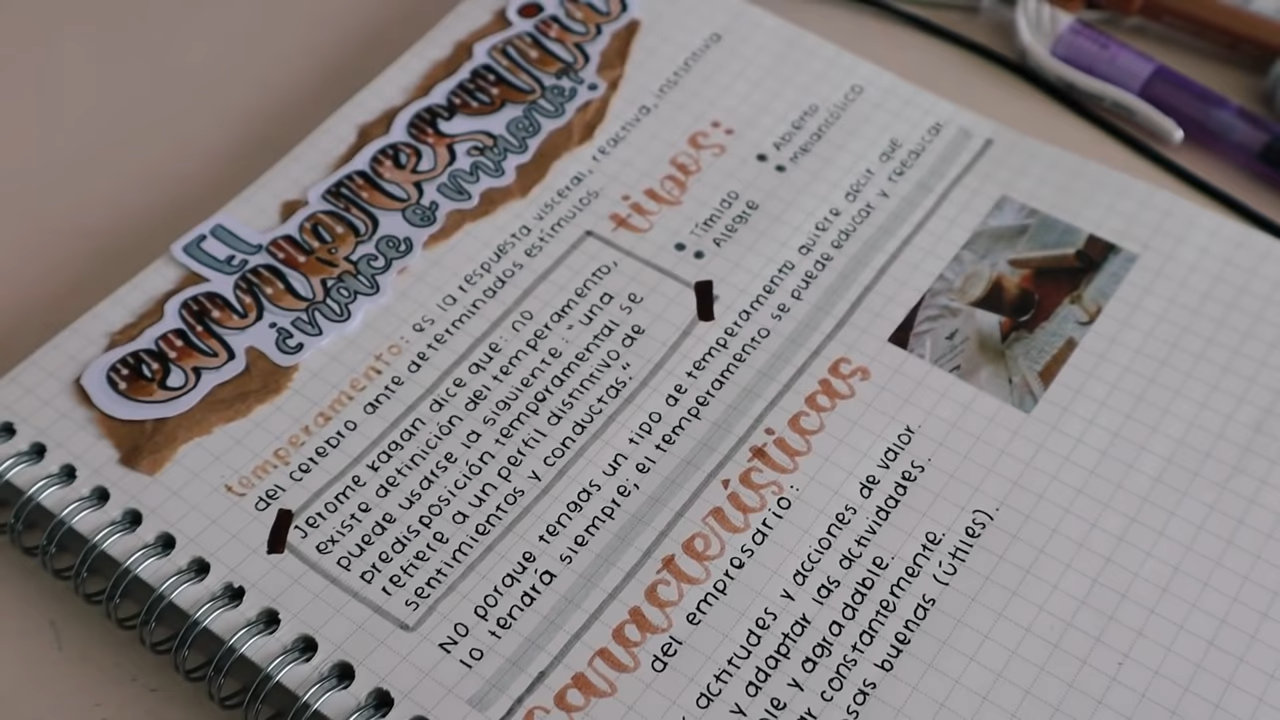 El
empresario
¿nace o muere?
temperamento: es la respuesta visceral, reactiva, instintiva
del cerebro ante determinados estímulos.
Jerome Kagan dice que: no
existe definición del temperamento,
puede usarse la siguiente: "una
predisposición temperamental se
refiere a un perfil distintivo de
sentimientos y conductas."
tipos:
• Tímido
• Alegre
• Abierto
• Melancólico
No porque tengas un tipo de temperamento quiere decir que
lo tendrá siempre; el temperamento se puede educar y reeducar
características
del empresario:
actitudes y acciones de valor.
y adaptar las actividades.
y agradable.
constantemente.
buenas (útiles).